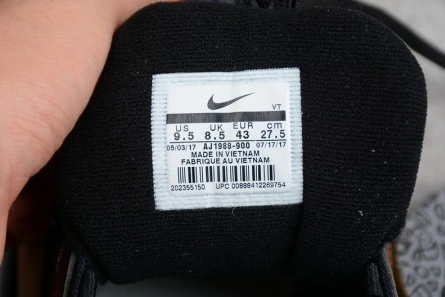 VT
US UK EUR cm
9.5 8.5 43 27.5
05/03/17 AJ1988-900 07/17/17
MADE IN VIETNAM
FABRIQUE AU VIETNAM
202355150 UPC 00888412269754